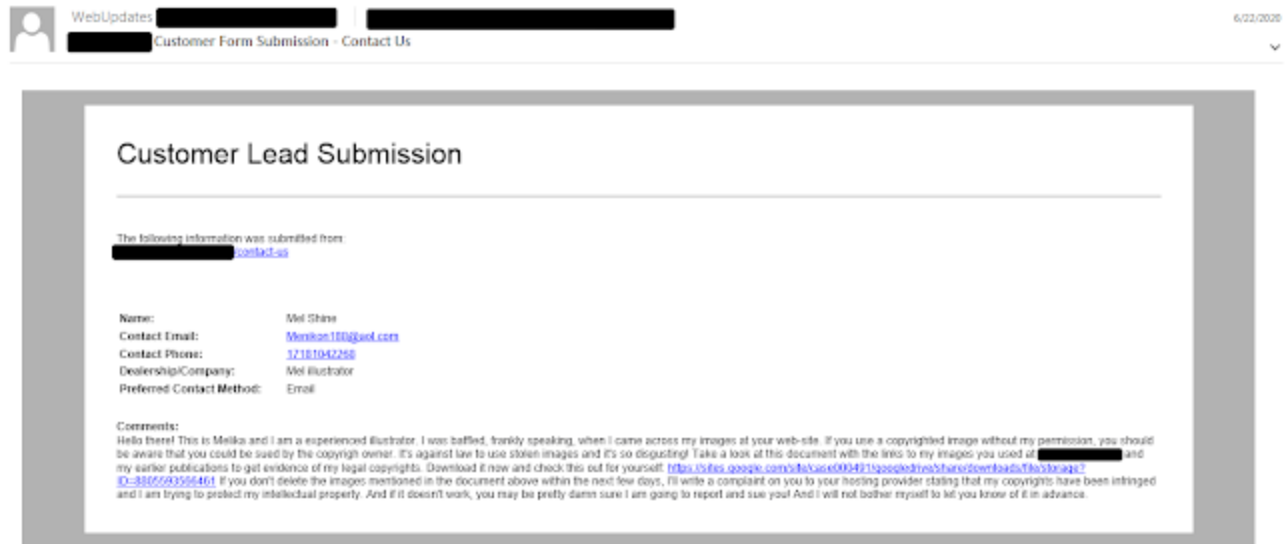 WebUpdates
6/22/2020
Customer Form Submission - Contact Us
Customer Lead Submission
The following information was submitted from:
/contact-us
Name: Mel Shine
Contact Email: @aol.com
Contact Phone:
Dealership/Company: Mel illustrator
Preferred Contact Method: Email
Comments:
Hello there! This is Melika and I am a experienced illustrator. I was baffled, frankly speaking, when I came across my images at your web-site. If you use a copyrighted image without my permission, you should
be aware that you could be sued by the copyrigh owner. It's against law to use stolen images and it's so disgusting! Take a look at this document with the links to my images you used at and
my earlier publications to get evidence of my legal copyrights. Download it now and check this out for yourself: https://sites.google.com/site/case000491/googledrive/share/downloads/file/storage?
If you don't delete the images mentioned in the document above within the next few days, I'll write a complaint on you to your hosting provider stating that my copyrights have been infringed
and I am trying to protect my intellectual property. And if it doesn't work, you may be pretty damn sure I am going to report and sue you! And I will not bother myself to let you know of it in advance.